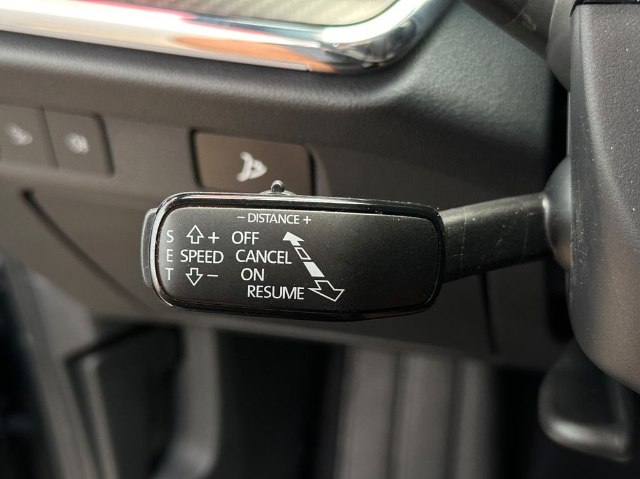 − DISTANCE +
S + OFF
E SPEED CANCEL
T − ON
RESUME